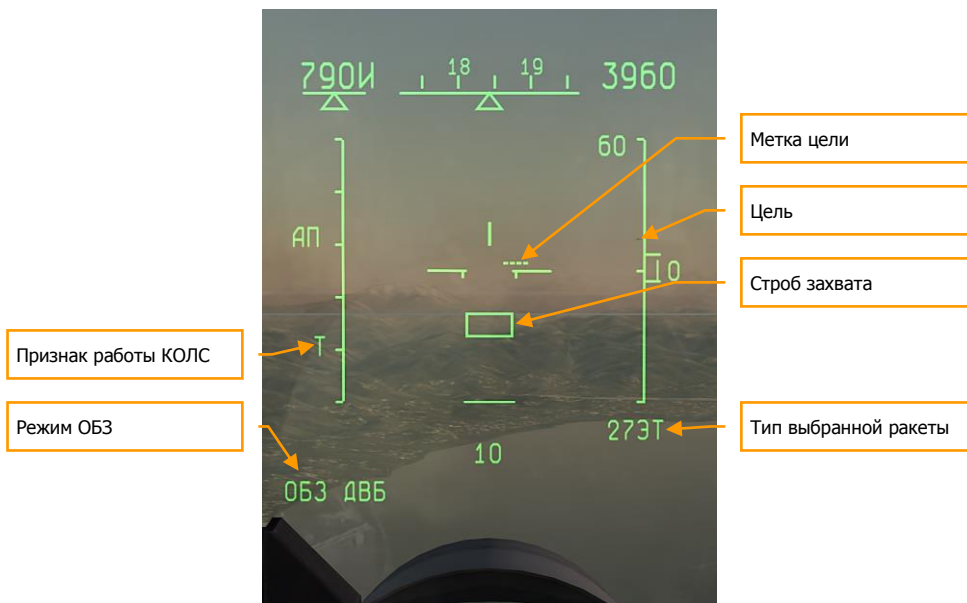 790И
18
19
3960
Метка цели
60
Цель
АП
0
Строб захвата
Признак работы КОЛС
Т
Режим ОБЗ
273Т
Тип выбранной ракеты
10
ОБЗ ДВБ